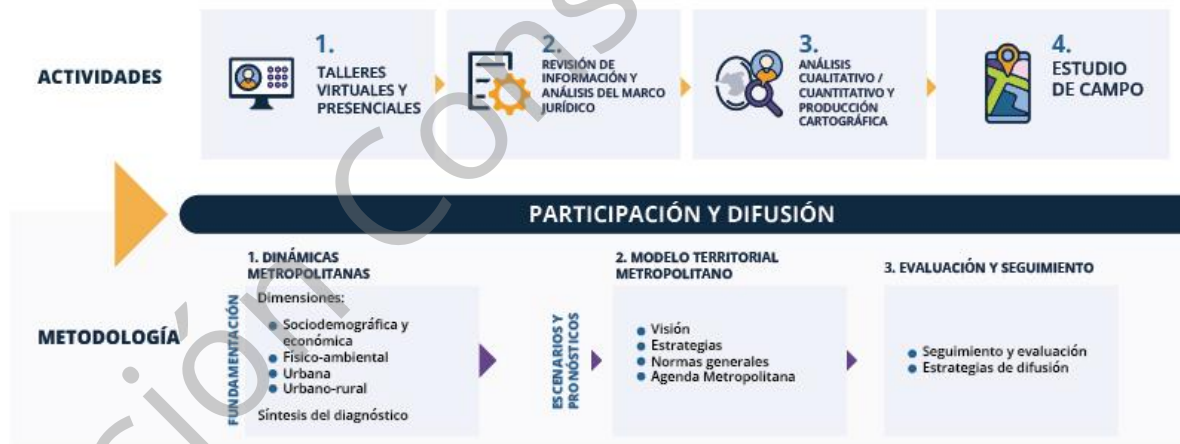 ACTIVIDADES
1.
TALLERES
VIRTUALES Y
PRESENCIALES
2.
REVISIÓN DE
INFORMACIÓN Y
ANÁLISIS DEL MARCO
JURÍDICO
3.
ANÁLISIS
CUALITATIVO /
CUANTITATIVO Y
PRODUCCIÓN
CARTOGRÁFICA
4.
ESTUDIO
DE CAMPO
PARTICIPACIÓN Y DIFUSIÓN
METODOLOGÍA
FUNDAMENTACIÓN
1. DINÁMICAS
METROPOLITANAS
Dimensiones:
● Sociodemográfica y
económica
● Físico-ambiental
● Urbana
● Urbano-rural
Síntesis del diagnóstico
ESCENARIOS Y
PRONÓSTICOS
2. MODELO TERRITORIAL
METROPOLITANO
● Visión
● Estrategias
● Normas generales
● Agenda Metropolitana
3. EVALUACIÓN Y SEGUIMIENTO
● Seguimiento y evaluación
● Estrategias de difusión